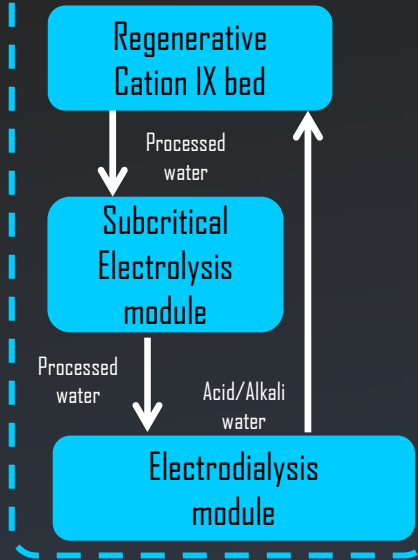 Regenerative
Cation IX bed
Processed
water
Subcritical
Electrolysis
module
Processed
water
Acid/Alkali
water
Electrodialysis
module